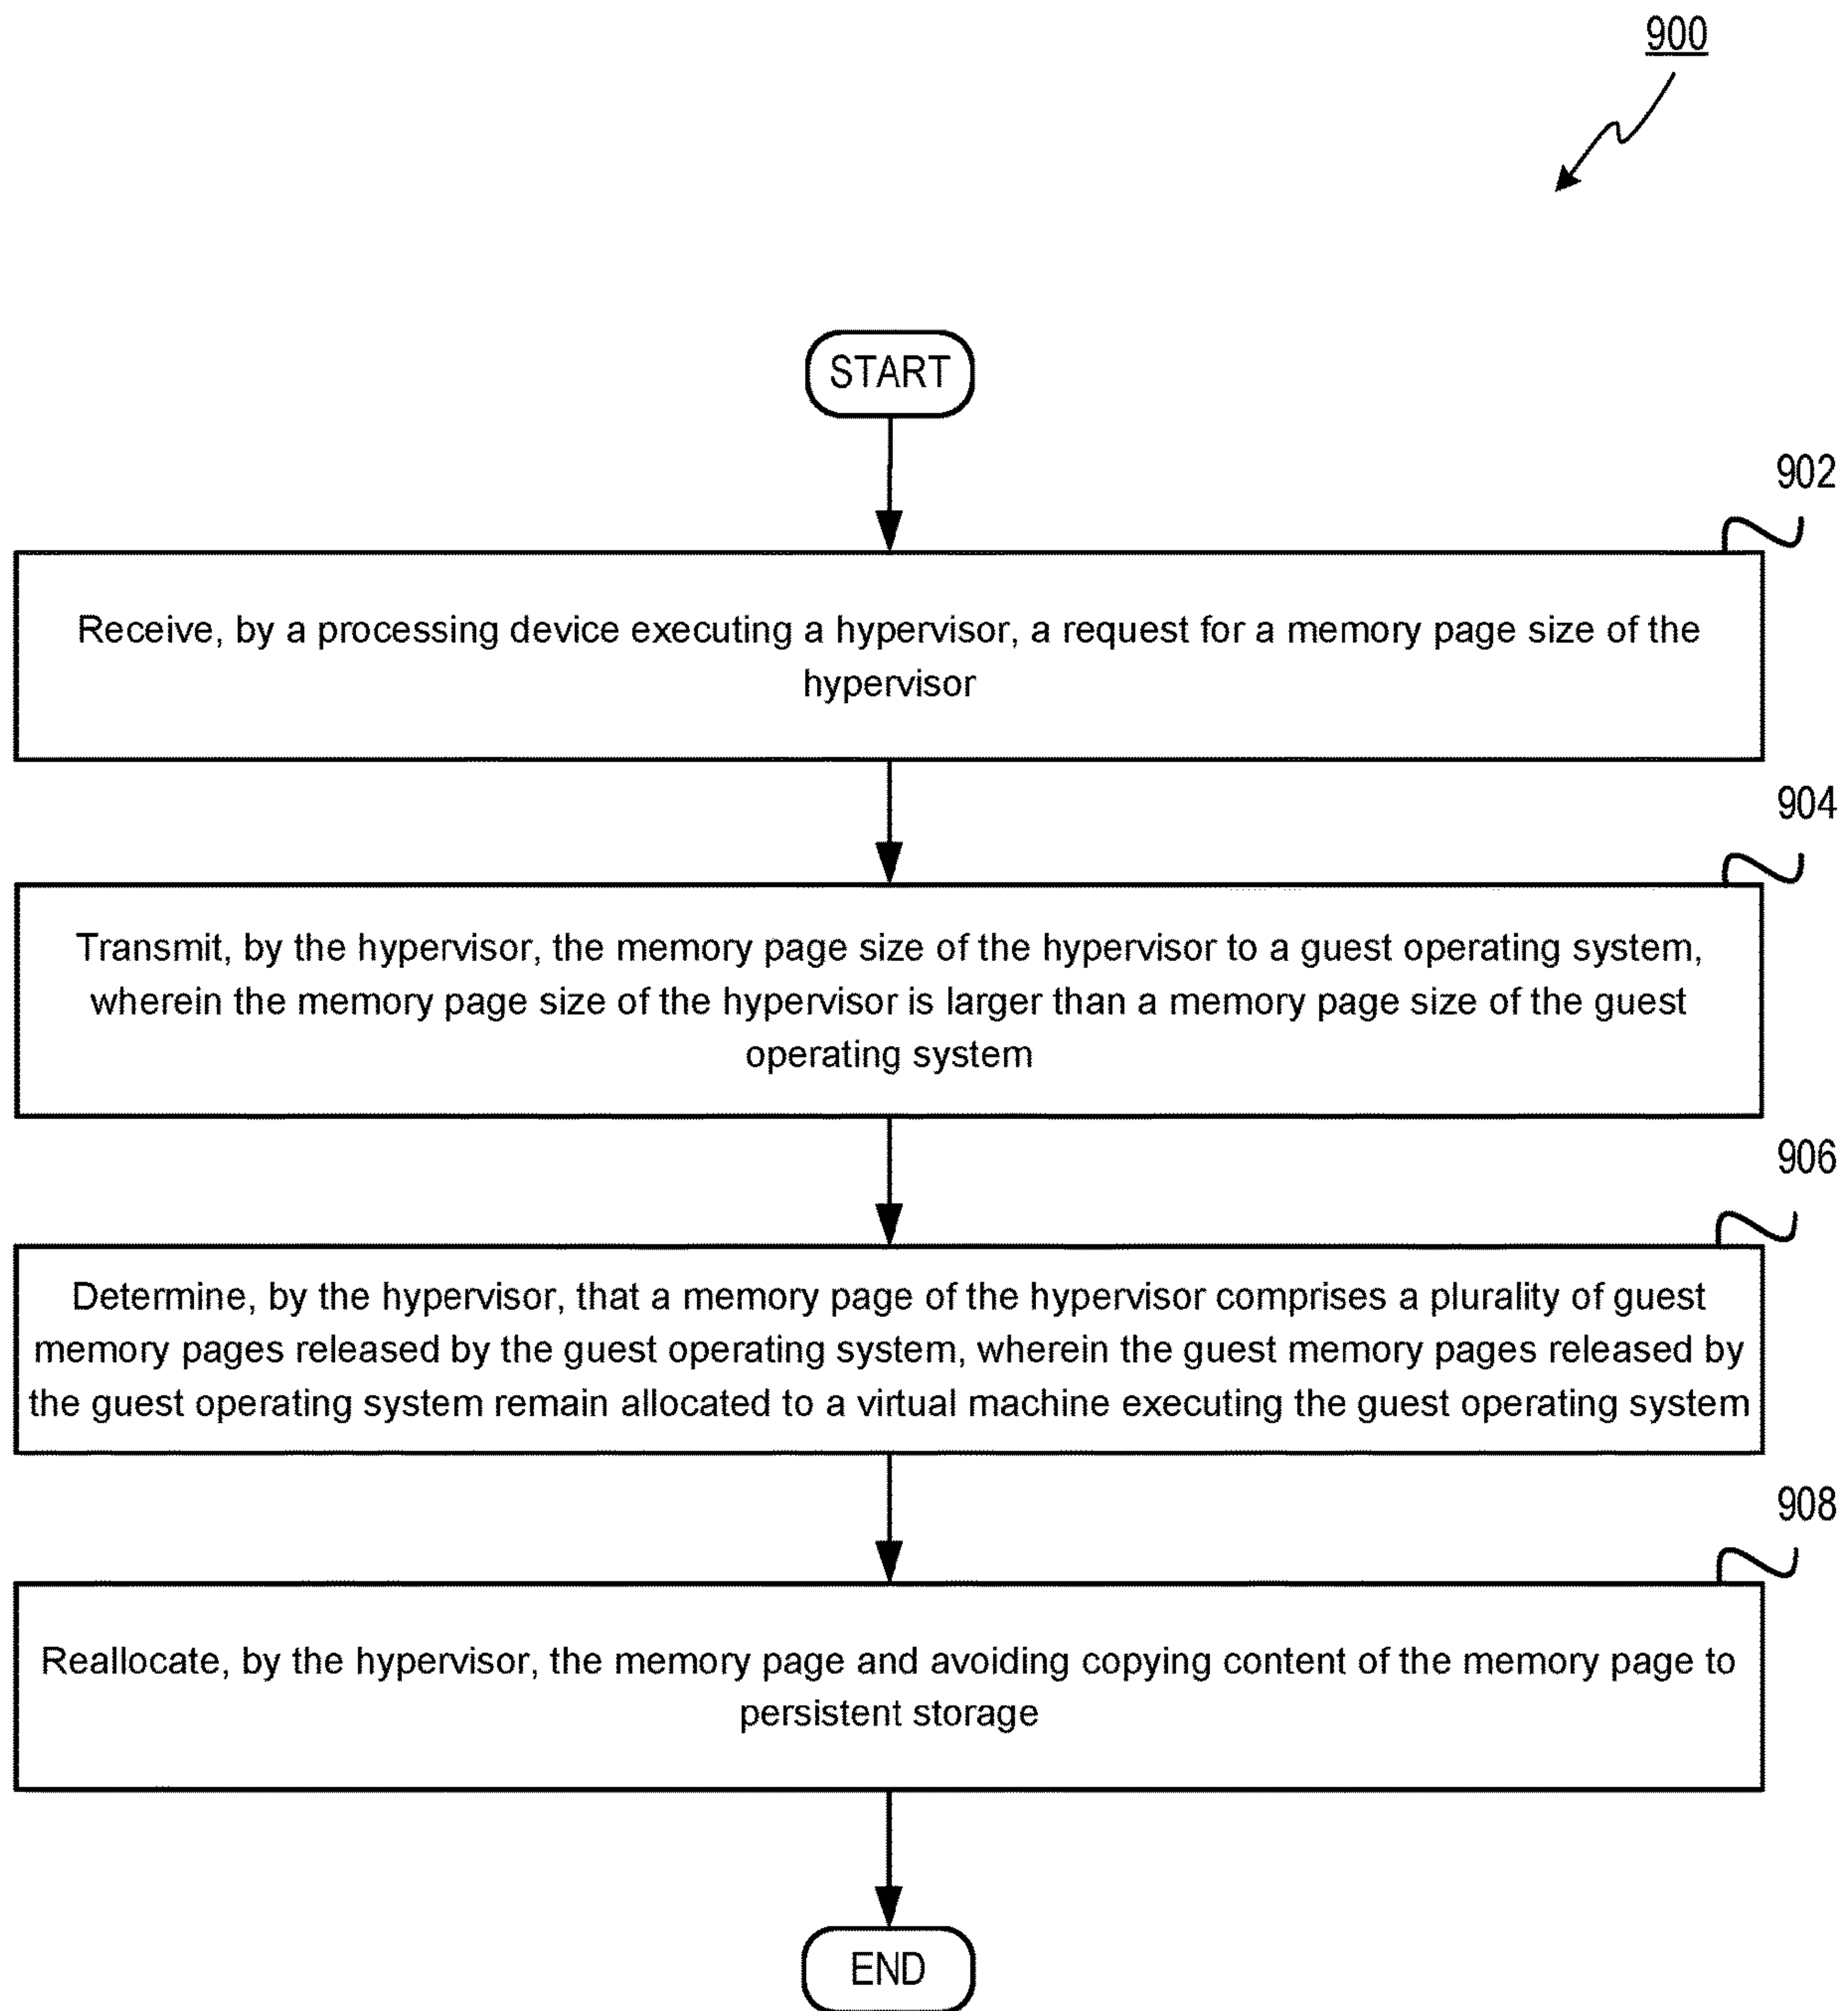 900
START
902
Receive, by a processing device executing a hypervisor, a request for a memory page size of the
hypervisor
904
Transmit, by the hypervisor, the memory page size of the hypervisor to a guest operating system,
wherein the memory page size of the hypervisor is larger than a memory page size of the guest
operating system
906
Determine, by the hypervisor, that a memory page of the hypervisor comprises a plurality of guest
memory pages released by the guest operating system, wherein the guest memory pages released by
the guest operating system remain allocated to a virtual machine executing the guest operating system
908
Reallocate, by the hypervisor, the memory page and avoiding copying content of the memory page to
persistent storage
END